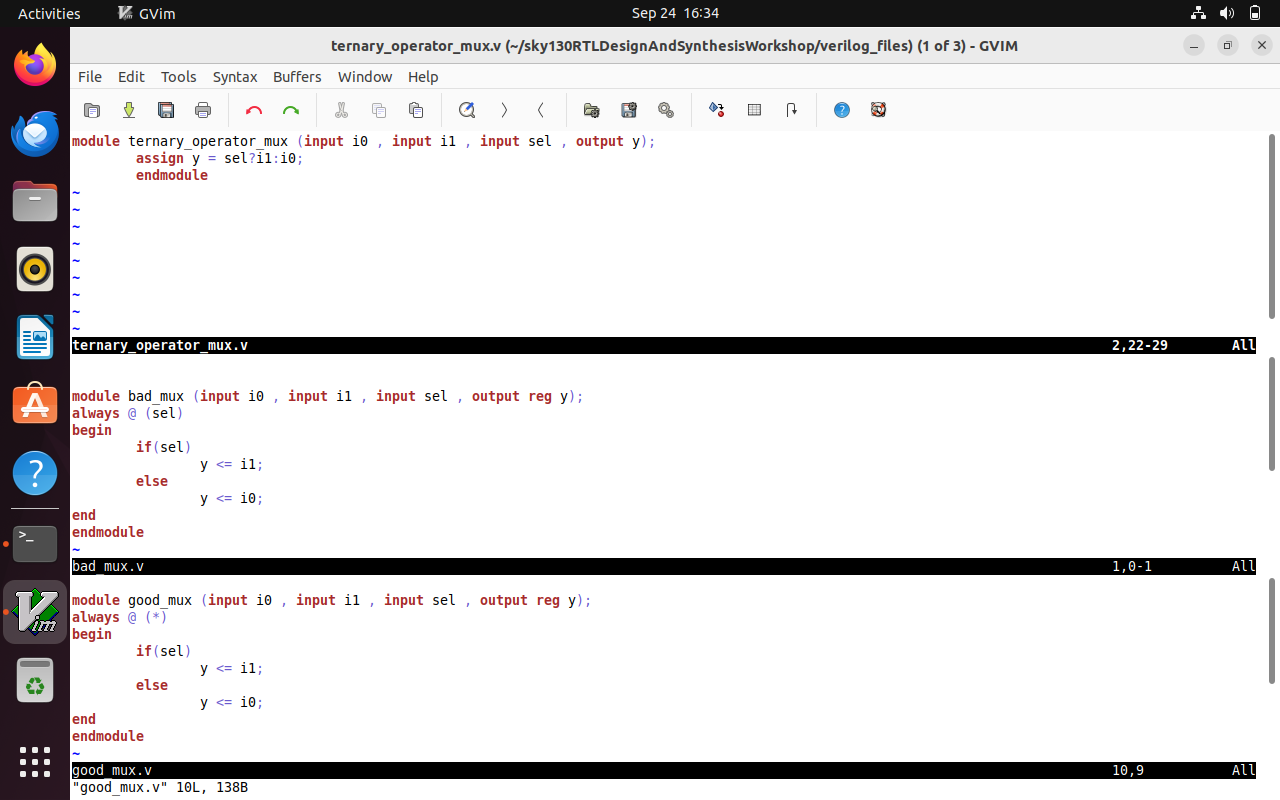 Activities GVim Sep 24 16:34
ternary_operator_mux.v (~/sky130RTLDesignAndSynthesisWorkshop/verilog_files) (1 of 3) - GVIM
File Edit Tools Syntax Buffers Window Help
module ternary_operator_mux (input i0 , input i1 , input sel , output y);
        assign y = sel?i1:i0;
        endmodule
~
~
~
~
~
~
~
~
~
ternary_operator_mux.v 2,22-29 All
module bad_mux (input i0 , input i1 , input sel , output reg y);
always @ (sel)
begin
        if(sel)
                y <= i1;
        else
                y <= i0;
end
endmodule
~
bad_mux.v 1,0-1 All
module good_mux (input i0 , input i1 , input sel , output reg y);
always @ (*)
begin
        if(sel)
                y <= i1;
        else
                y <= i0;
end
endmodule
~
good_mux.v 10,9 All
"good_mux.v" 10L, 138B